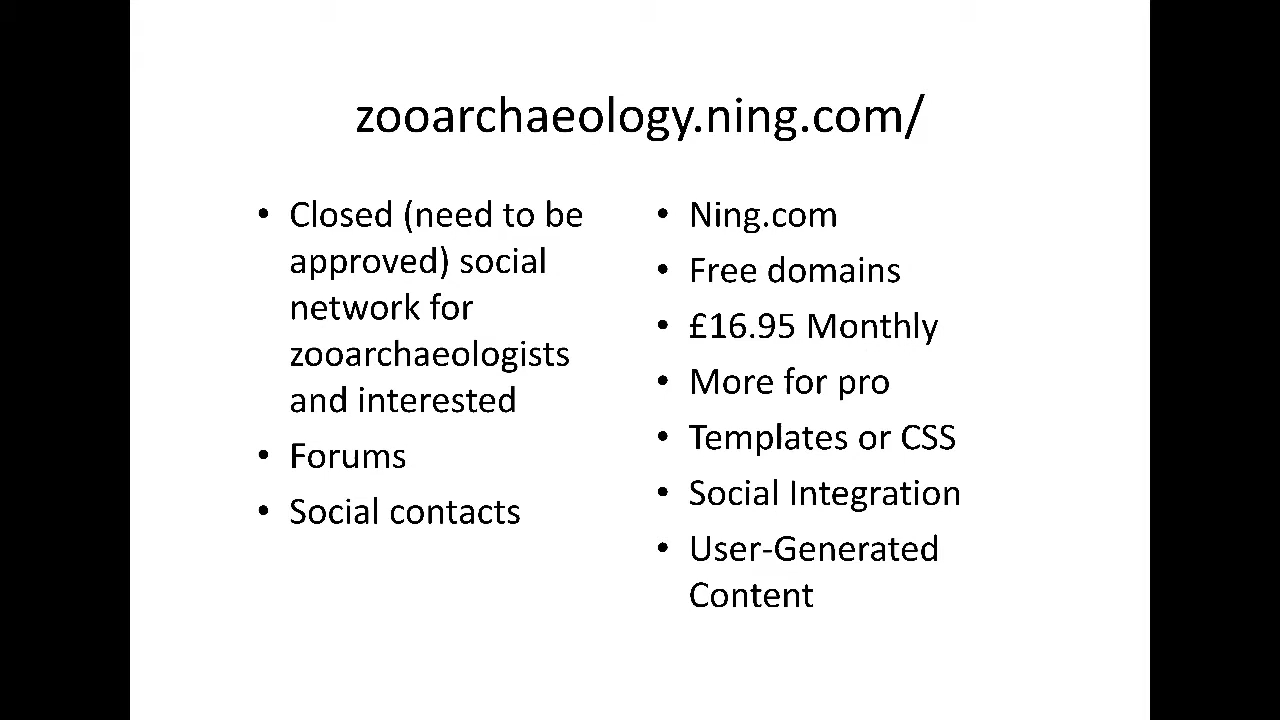 zooarchaeology.ning.com/
• Closed (need to be
approved) social
network for
zooarchaeologists
and interested
• Forums
• Social contacts
• Ning.com
• Free domains
• £16.95 Monthly
• More for pro
• Templates or CSS
• Social Integration
• User-Generated
Content